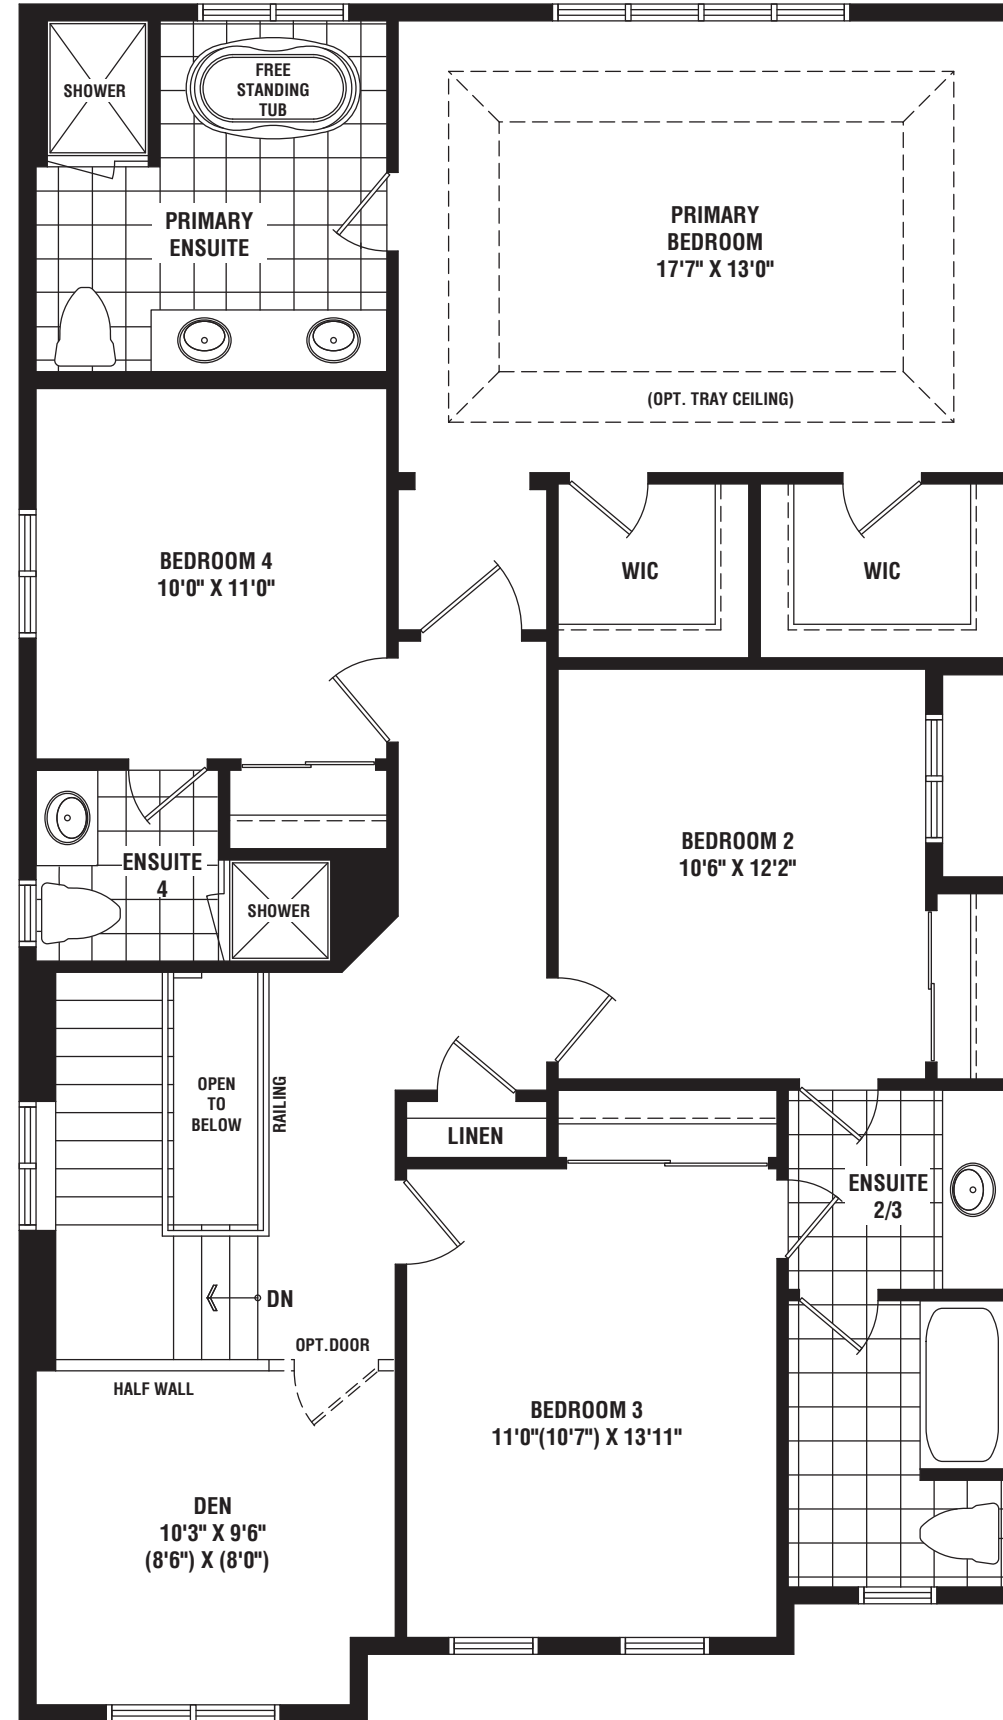 SHOWER
FREE
STANDING
TUB
PRIMARY
ENSUITE
PRIMARY
BEDROOM
17'7" X 13'0"
(OPT. TRAY CEILING)
BEDROOM 4
10'0" X 11'0"
WIC
WIC
BEDROOM 2
10'6" X 12'2"
ENSUITE
4
SHOWER
OPEN
TO
BELOW
RAILING
LINEN
ENSUITE
2/3
DN
OPT.DOOR
HALF WALL
BEDROOM 3
11'0"(10'7") X 13'11"
DEN
10'3" X 9'6"
(8'6") X (8'0")